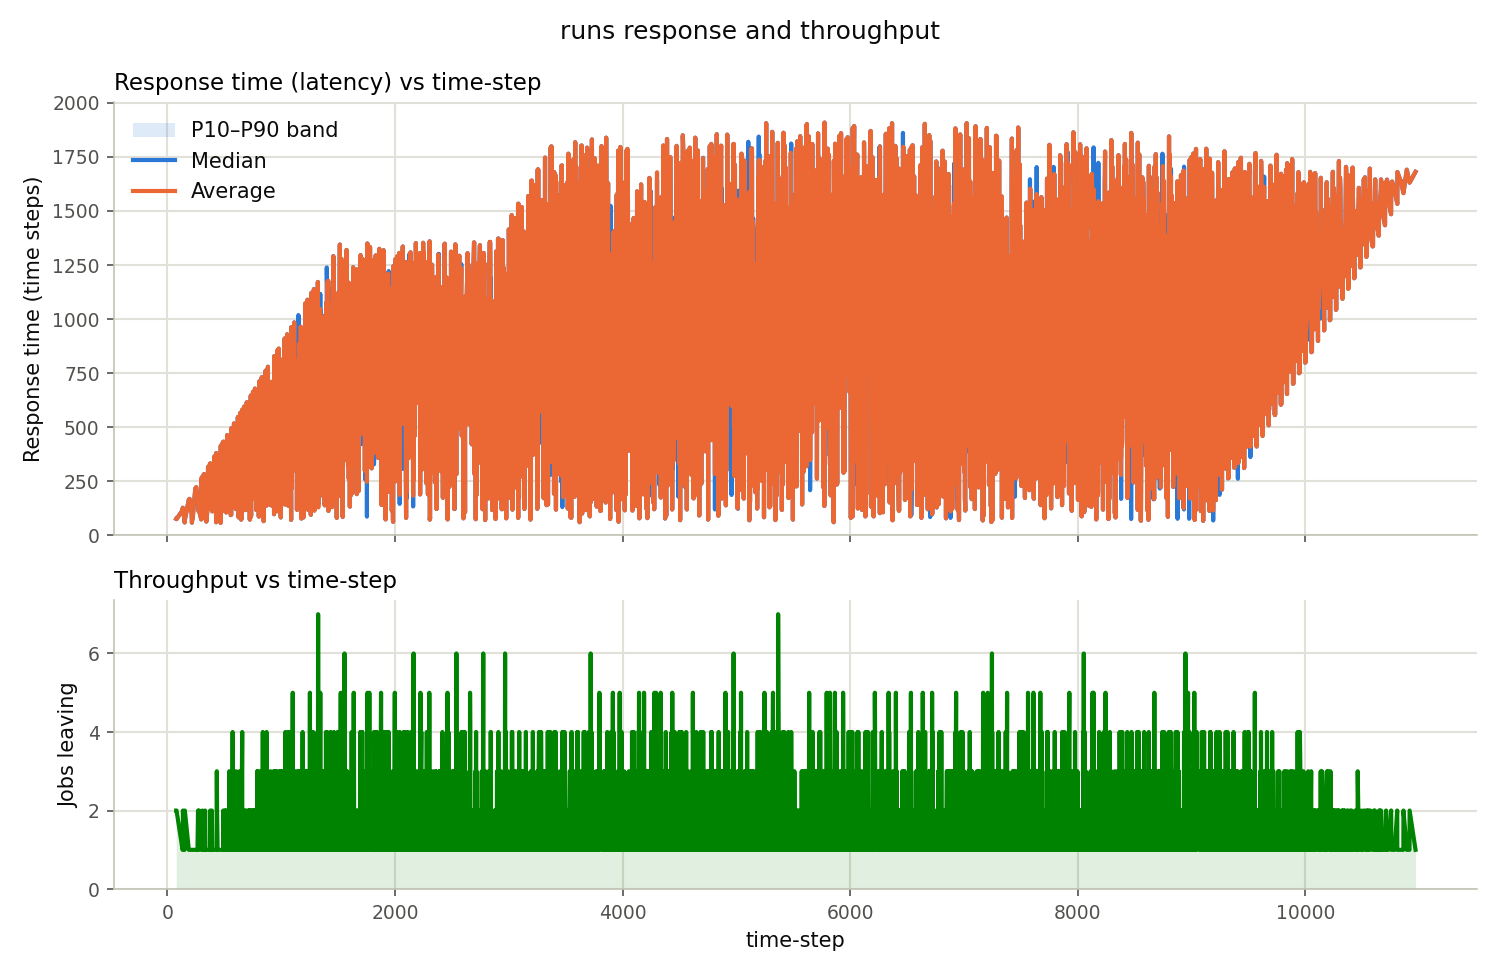 runs response and throughput
Response time (latency) vs time-step
2000
1750
1500
1250
1000
750
500
250
0
Response time (time steps)
P10–P90 band
Median
Average
Throughput vs time-step
6
4
2
0
Jobs leaving
0 2000 4000 6000 8000 10000
time-step